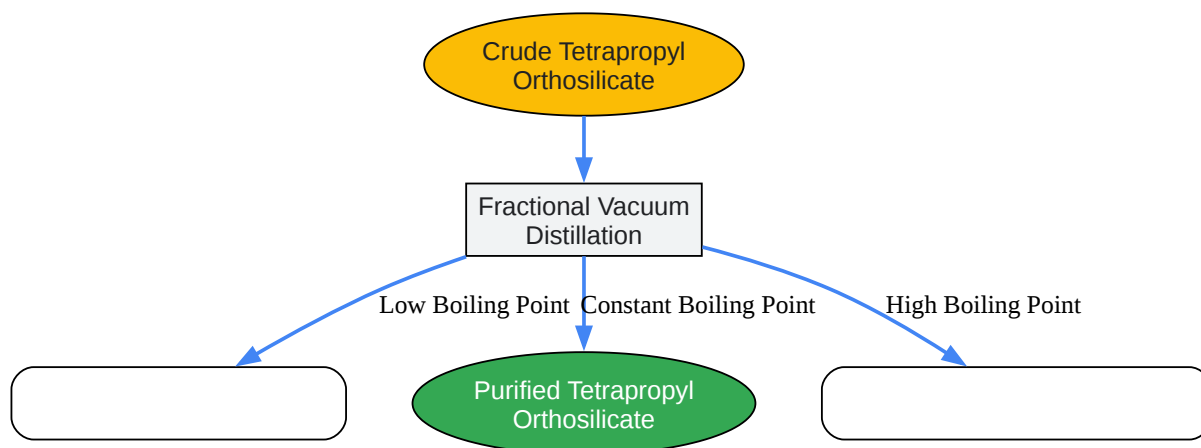 Crude Tetrapropyl
Orthosilicate
Fractional Vacuum
Distillation
Low Boiling Point
Constant Boiling Point
High Boiling Point
Purified Tetrapropyl
Orthosilicate